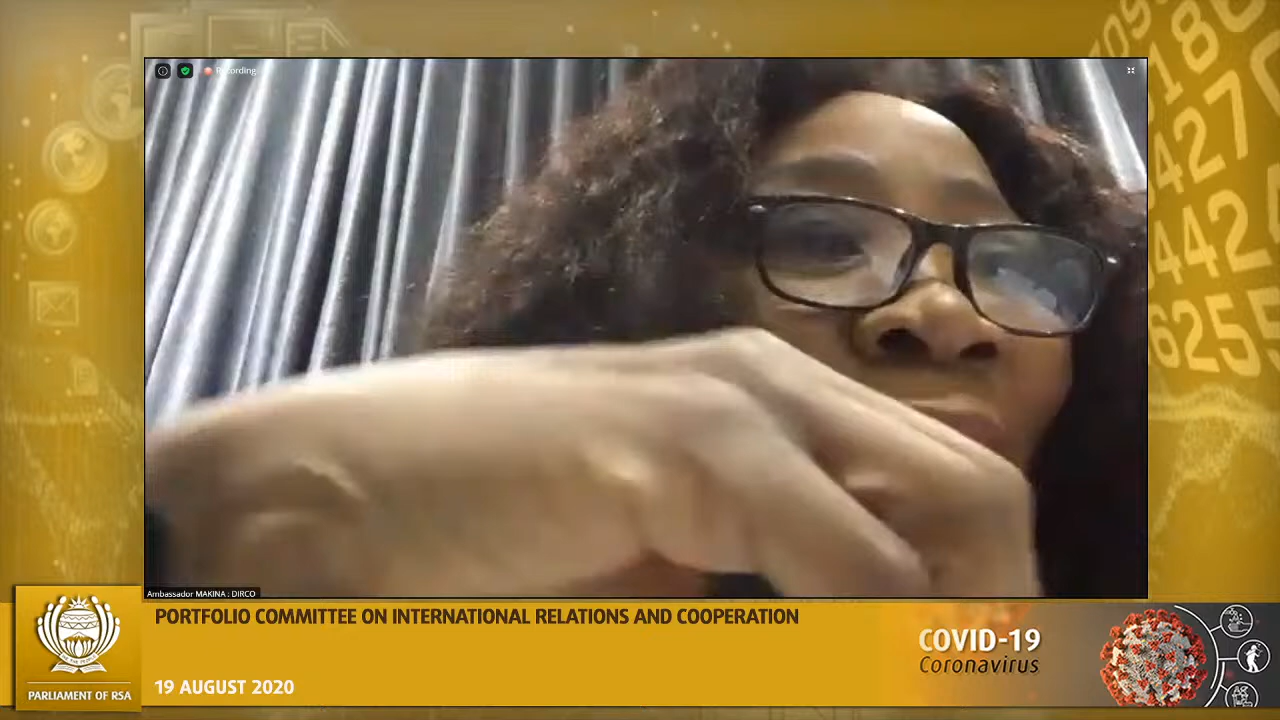 Recording
Ambassador MAKINA : DIRCO
PORTFOLIO COMMITTEE ON INTERNATIONAL RELATIONS AND COOPERATION
COVID-19
Coronavirus
19 AUGUST 2020
PARLIAMENT OF RSA